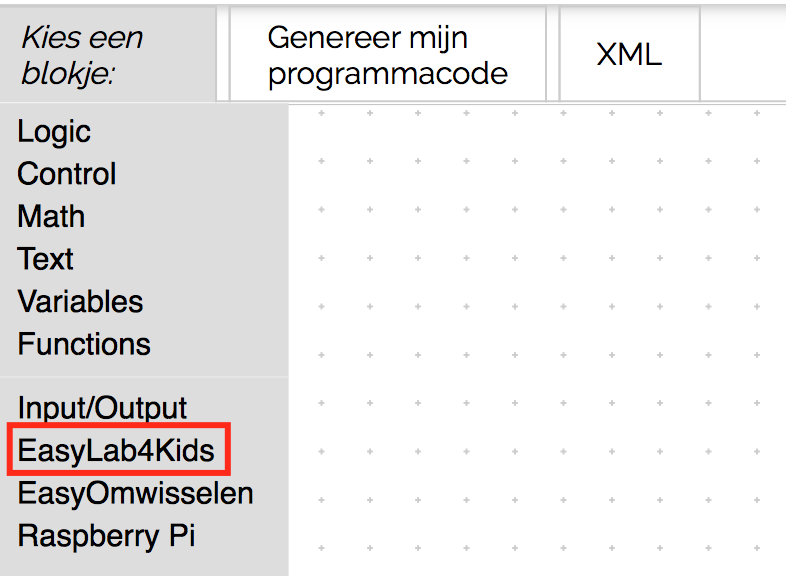 Kies een
blokje:
Genereer mijn
programmacode
XML
Logic
Control
Math
Text
Variables
Functions
Input/Output
EasyLab4Kids
EasyOmwisselen
Raspberry Pi